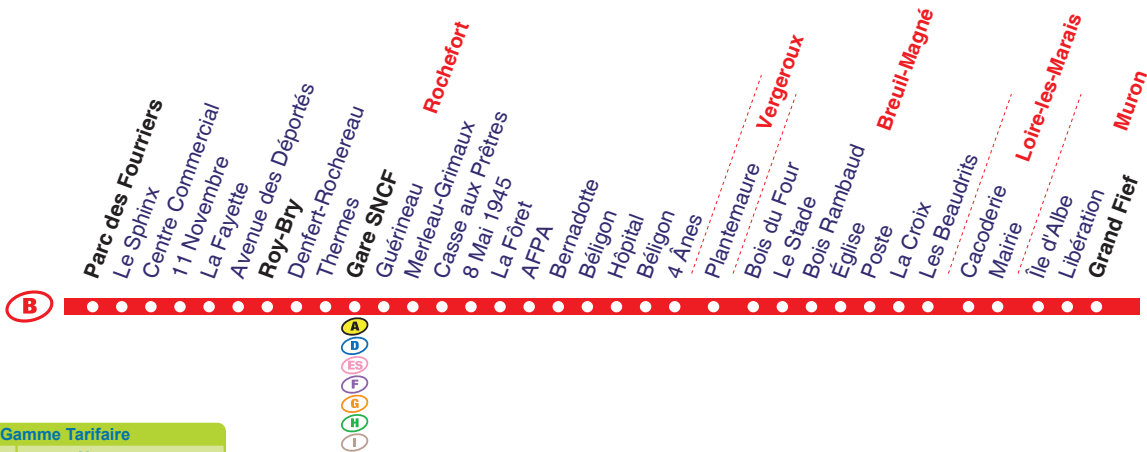 Rochefort
Vergeroux
Breuil-Magné
Loire-les-Marais
Muron
Parc des Fourriers
Le Sphinx
Centre Commercial
11 Novembre
La Fayette
Avenue des Déportés
Roy-Bry
Denfert-Rochereau
Thermes
Gare SNCF
Guérineau
Merleau-Grimaux
Casse aux Prêtres
8 Mai 1945
La Fôret
AFPA
Bernadotte
Béligon
Hôpital
Béligon
4 Ânes
Plantemaure
Bois du Four
Le Stade
Bois Rambaud
Église
Poste
La Croix
Les Beaudrits
Cacoderie
Mairie
Île d'Albe
Libération
Grand Fief
B
A
D
ES
F
G
H
I
Gamme Tarifaire